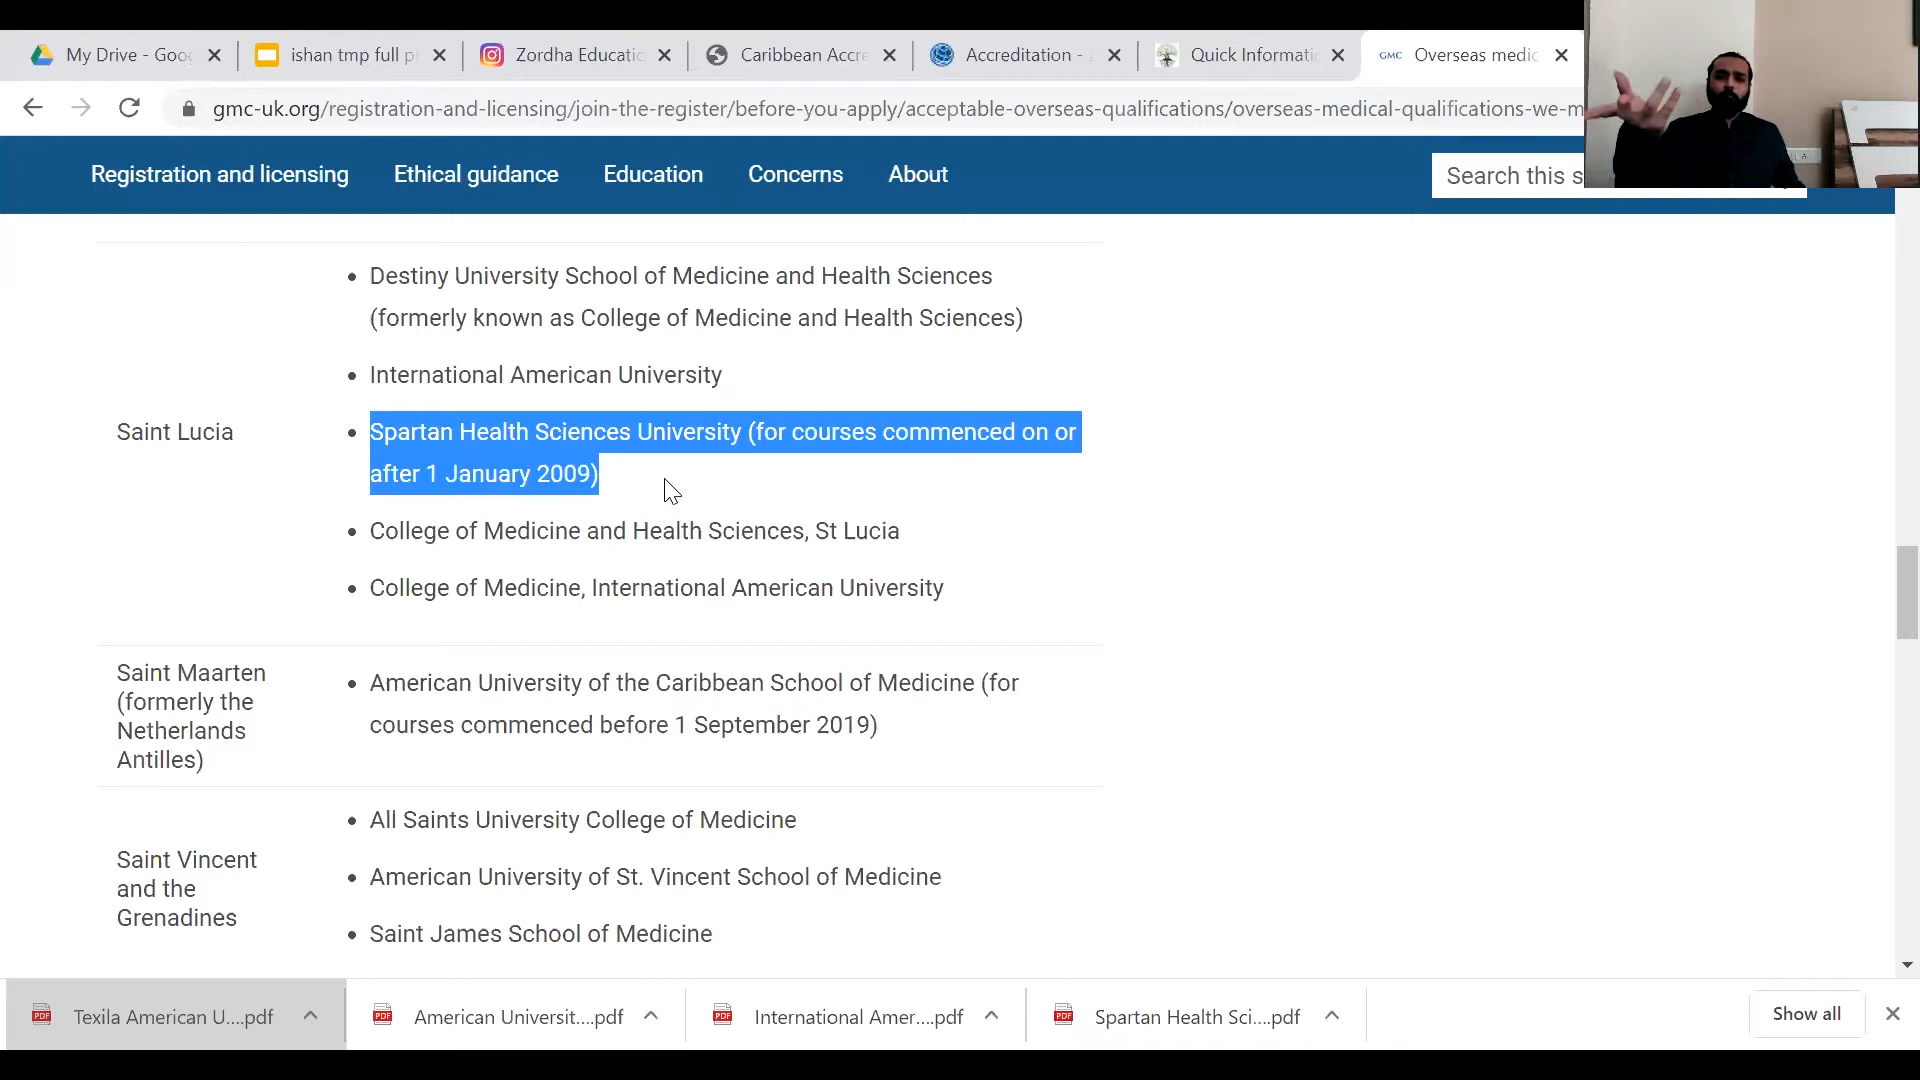 My Drive - Goo
ishan tmp full p
Zordha Educatio
Caribbean Accre
Accreditation -
Quick Informati
GMC Overseas medic
gmc-uk.org/registration-and-licensing/join-the-register/before-you-apply/acceptable-overseas-qualifications/overseas-medical-qualifications-we-m
Registration and licensing
Ethical guidance
Education
Concerns
About
Search this s
Saint Lucia
• Destiny University School of Medicine and Health Sciences
(formerly known as College of Medicine and Health Sciences)
• International American University
• Spartan Health Sciences University (for courses commenced on or
after 1 January 2009)
• College of Medicine and Health Sciences, St Lucia
• College of Medicine, International American University
Saint Maarten
(formerly the
Netherlands
Antilles)
• American University of the Caribbean School of Medicine (for
courses commenced before 1 September 2019)
Saint Vincent
and the
Grenadines
• All Saints University College of Medicine
• American University of St. Vincent School of Medicine
• Saint James School of Medicine
PDF Texila American U....pdf
PDF American Universit....pdf
PDF International Amer....pdf
PDF Spartan Health Sci....pdf
Show all